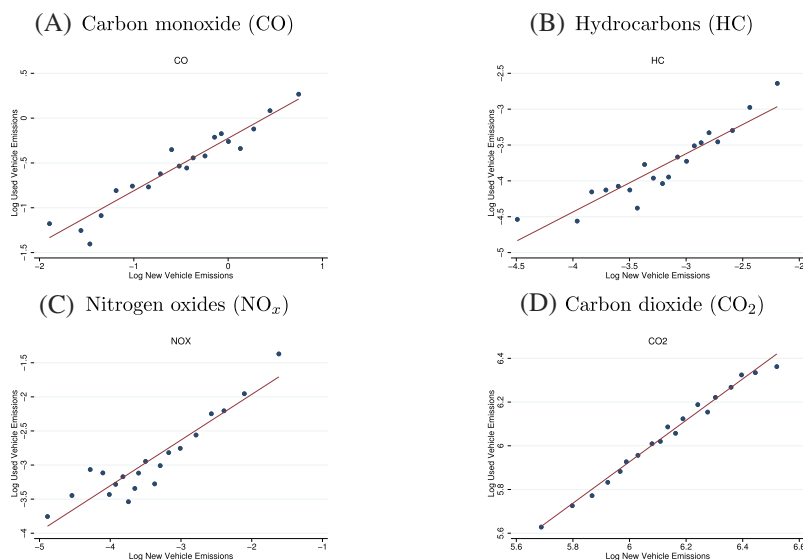 (A) Carbon monoxide (CO)
CO
Log Used Vehicle Emissions
.5
0
-.5
-1
-1.5
-2
-1
0
1
Log New Vehicle Emissions
(B) Hydrocarbons (HC)
HC
Log Used Vehicle Emissions
-2.5
-3
-3.5
-4
-4.5
-5
-4.5
-4
-3.5
-3
-2.5
-2
Log New Vehicle Emissions
(C) Nitrogen oxides (NOₓ)
NOX
Log Used Vehicle Emissions
-1.5
-2
-2.5
-3
-3.5
-4
-5
-4
-3
-2
-1
Log New Vehicle Emissions
(D) Carbon dioxide (CO₂)
CO2
Log Used Vehicle Emissions
6.4
6.2
6
5.8
5.6
5.6
5.8
6
6.2
6.4
6.6
Log New Vehicle Emissions